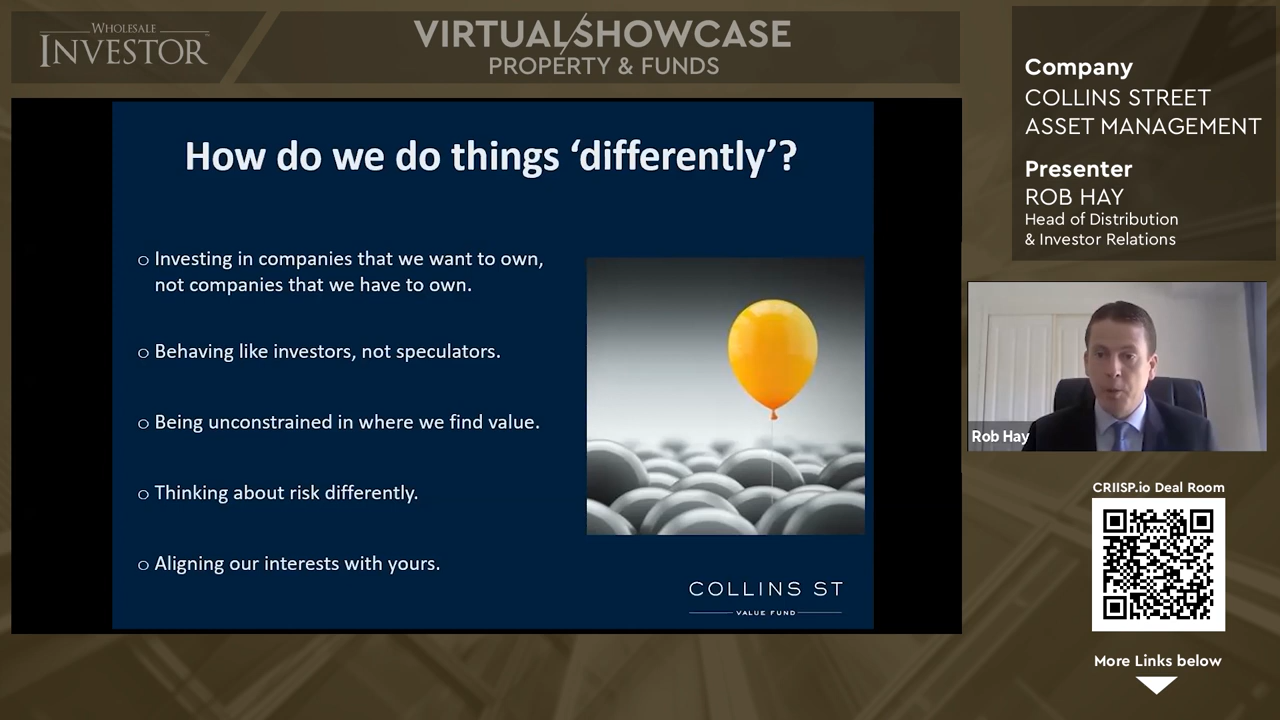 WHOLESALE
INVESTOR
VIRTUAL/SHOWCASE
PROPERTY & FUNDS
Company
COLLINS STREET
ASSET MANAGEMENT
Presenter
ROB HAY
Head of Distribution
& Investor Relations
How do we do things ‘differently’?
o Investing in companies that we want to own,
not companies that we have to own.
o Behaving like investors, not speculators.
o Being unconstrained in where we find value.
o Thinking about risk differently.
o Aligning our interests with yours.
COLLINS ST
VALUE FUND
Rob Hay
CRIISP.io Deal Room
More Links below